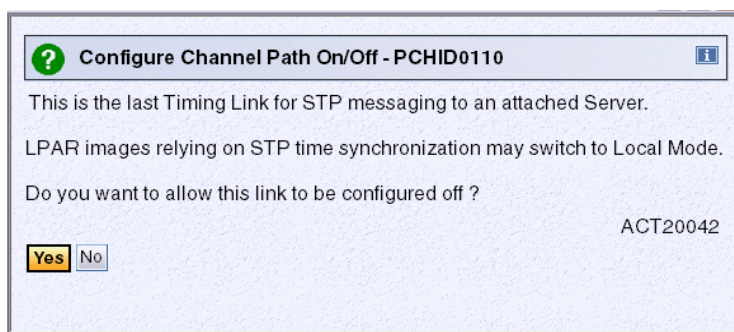 Configure Channel Path On/Off - PCHID0110
This is the last Timing Link for STP messaging to an attached Server.
LPAR images relying on STP time synchronization may switch to Local Mode.
Do you want to allow this link to be configured off ?
ACT20042
Yes No